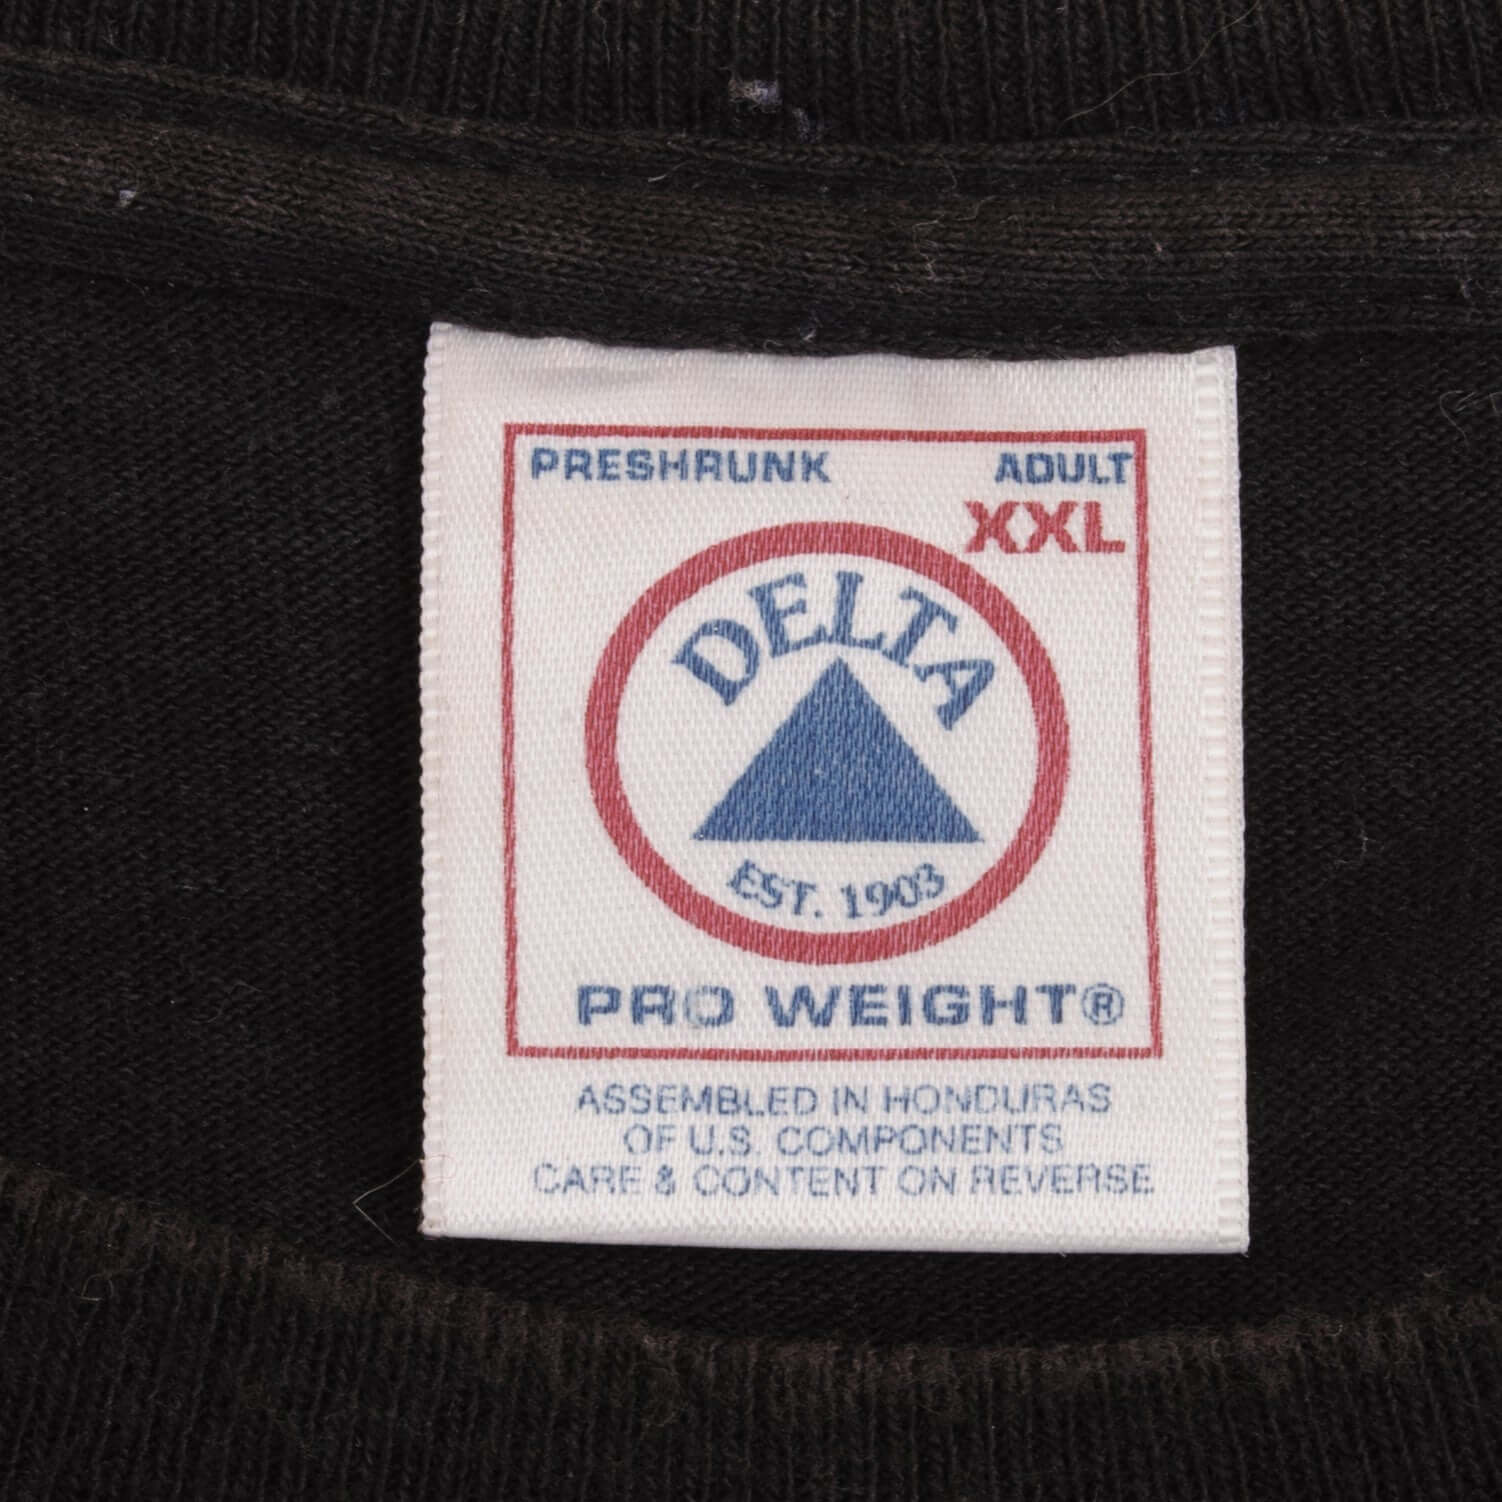 PRESHRUNK ADULT
XXL
DELTA
EST. 1903
PRO WEIGHT®
ASSEMBLED IN HONDURAS
OF U.S. COMPONENTS
CARE & CONTENT ON REVERSE